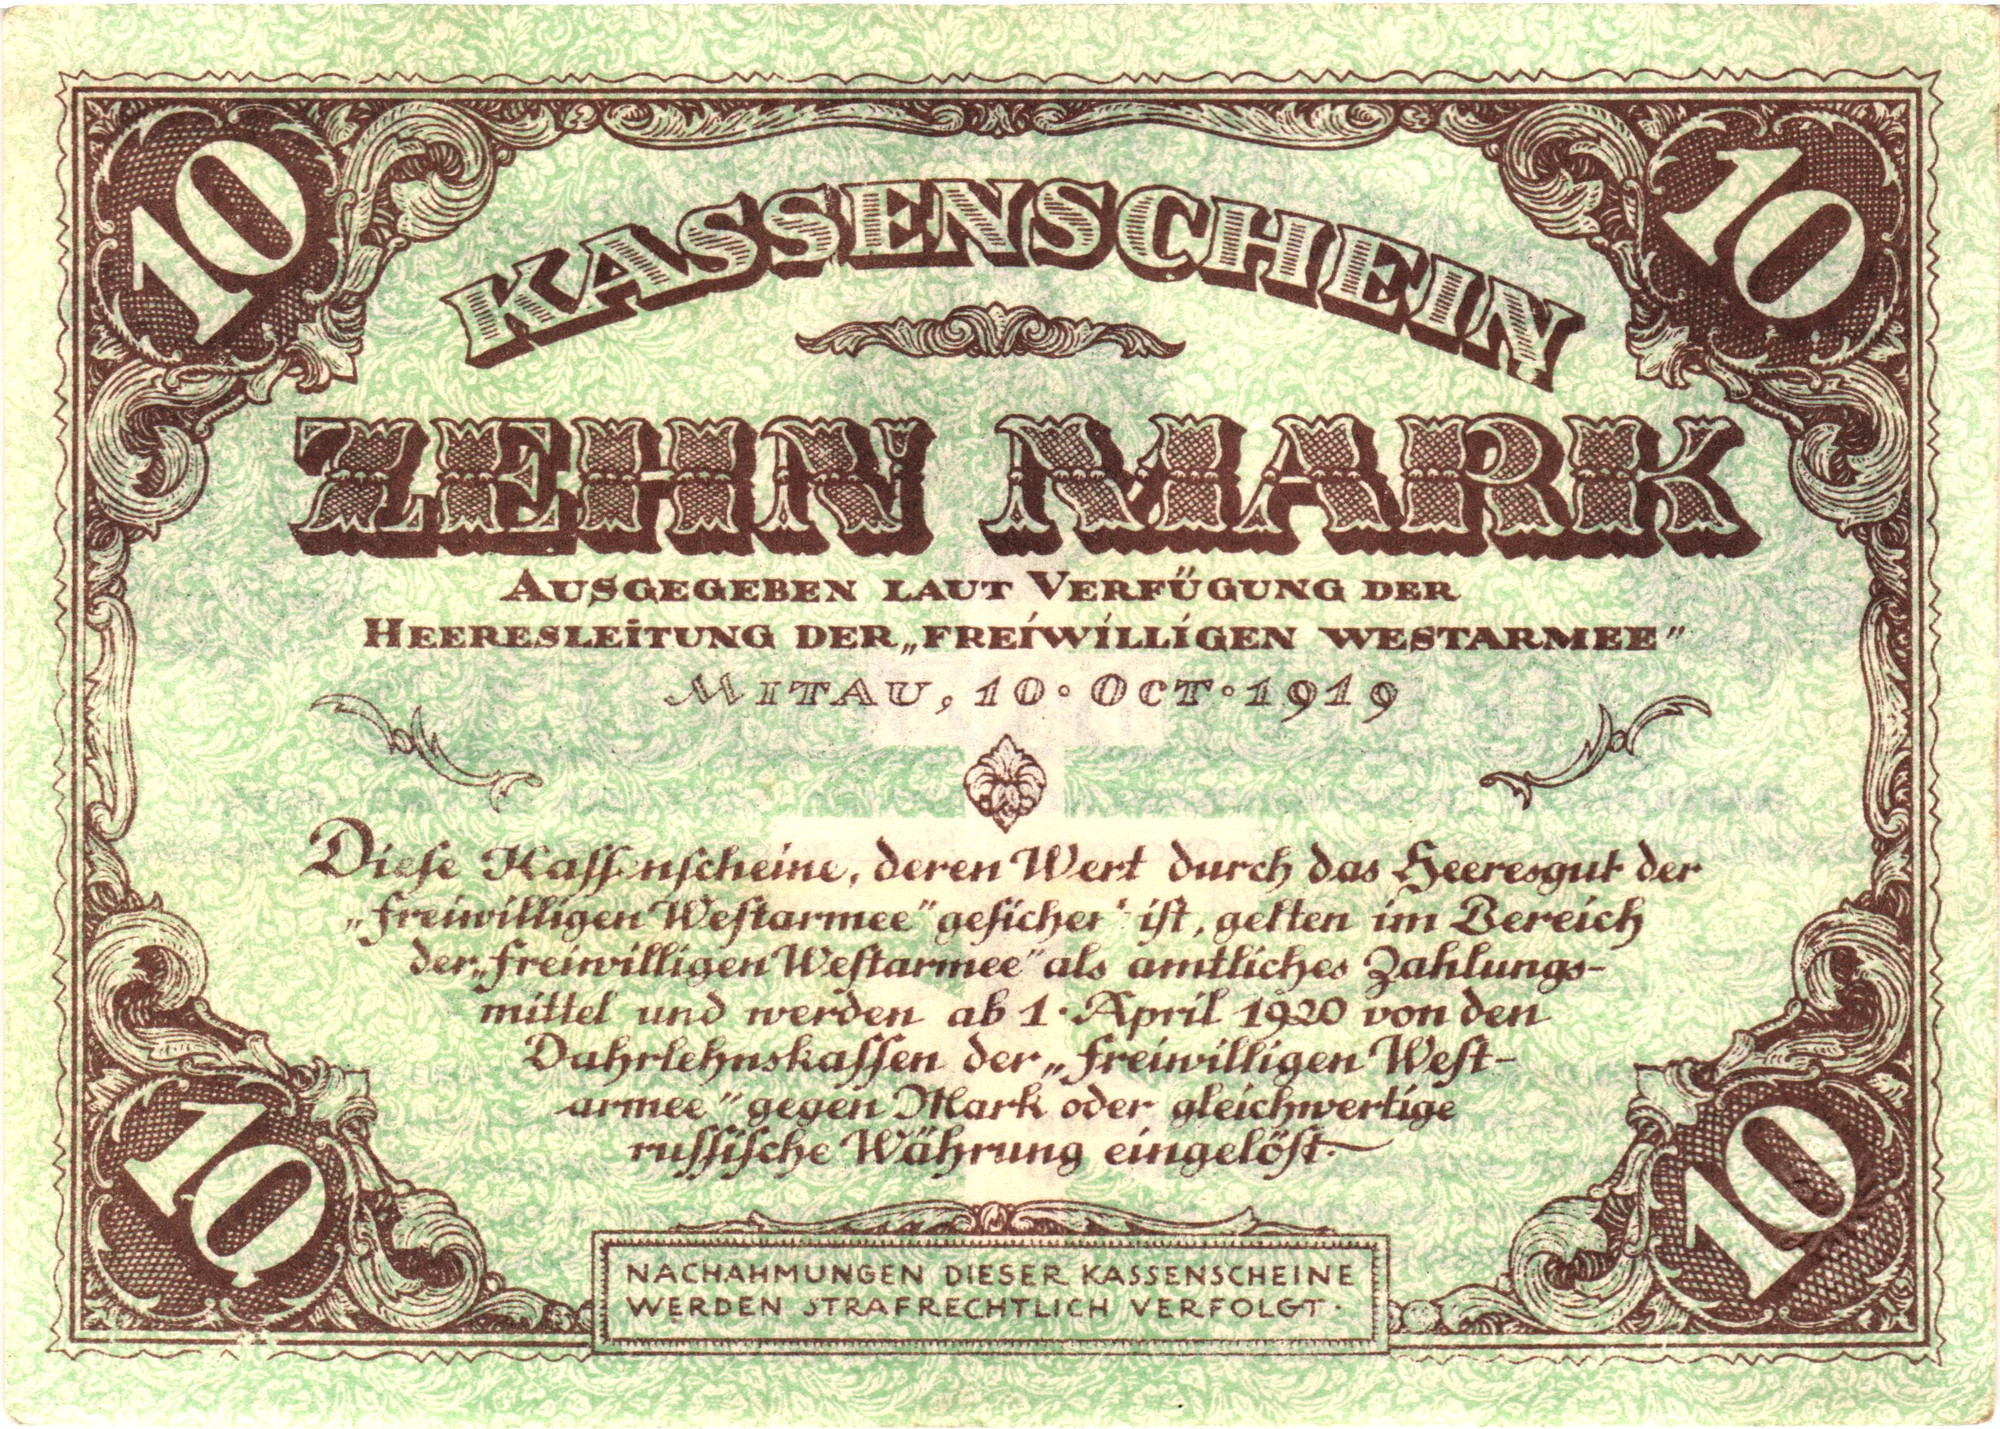 10
10
KASSENSCHEIN
ZEHN MARK
AUSGEGEBEN LAUT VERFÜGUNG DER
HEERESLEITUNG DER „FREIWILLIGEN WESTARMEE"
MITAU, 10. OCT. 1919
Diese Kassenscheine, deren Wert durch das Heeresgut der
„Freiwilligen Westarmee" gesichert ist, gelten im Bereich
der „Freiwilligen Westarmee" als amtliches Zahlungs-
mittel und werden ab 1. April 1920 von den
Dahrlehnskassen der „Freiwilligen West-
armee" gegen Mark oder gleichwertige
russische Währung eingelöst.
10
10
NACHAHMUNGEN DIESER KASSENSCHEINE
WERDEN STRAFRECHTLICH VERFOLGT.